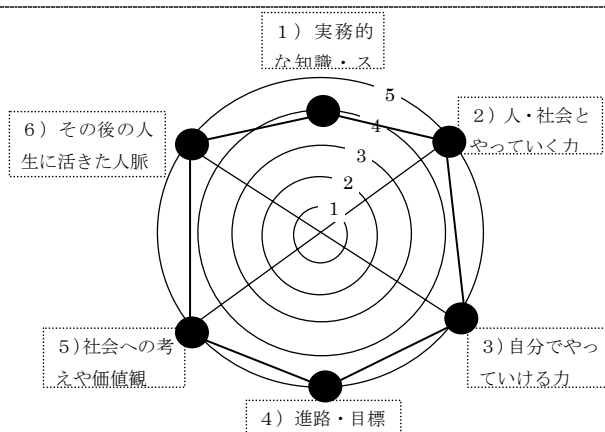 １）実務的
な知識・ス
5
4
3
2
1
２）人・社会と
やっていく力
３）自分でやっ
ていける力
４）進路・目標
５）社会への考
えや価値観
６）その後の人
生に活きた人脈